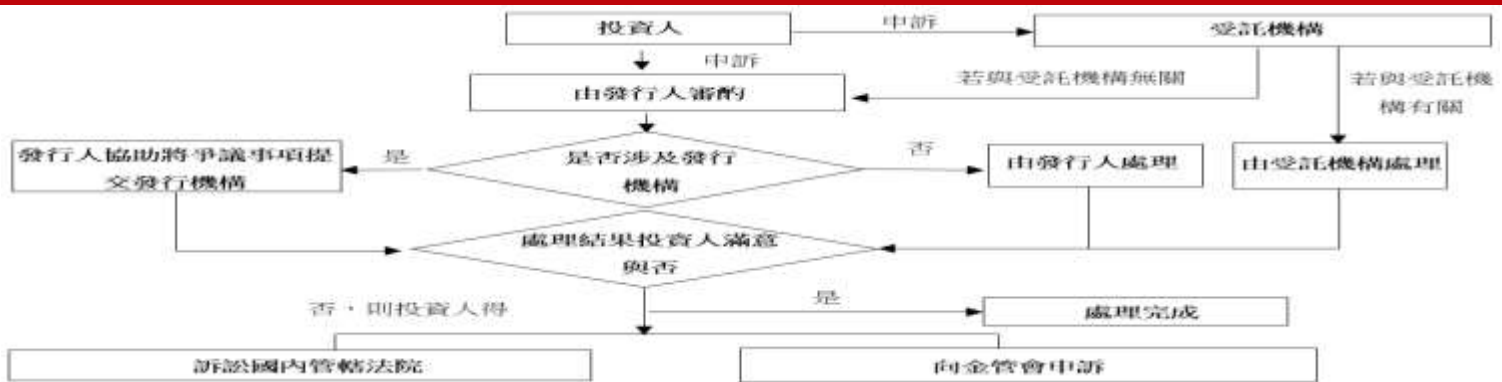 投資人
申訴
受託機構
申訴
由發行人審酌
若與受託機構無關
若與受託機
構有關
發行人協助將爭議事項提
交發行機構
是
是否涉及發行
機構
否
由發行人處理
由受託機構處理
處理結果投資人滿意
與否
否，則投資人得
是
處理完成
訴訟國內管轄法院
向金管會申訴